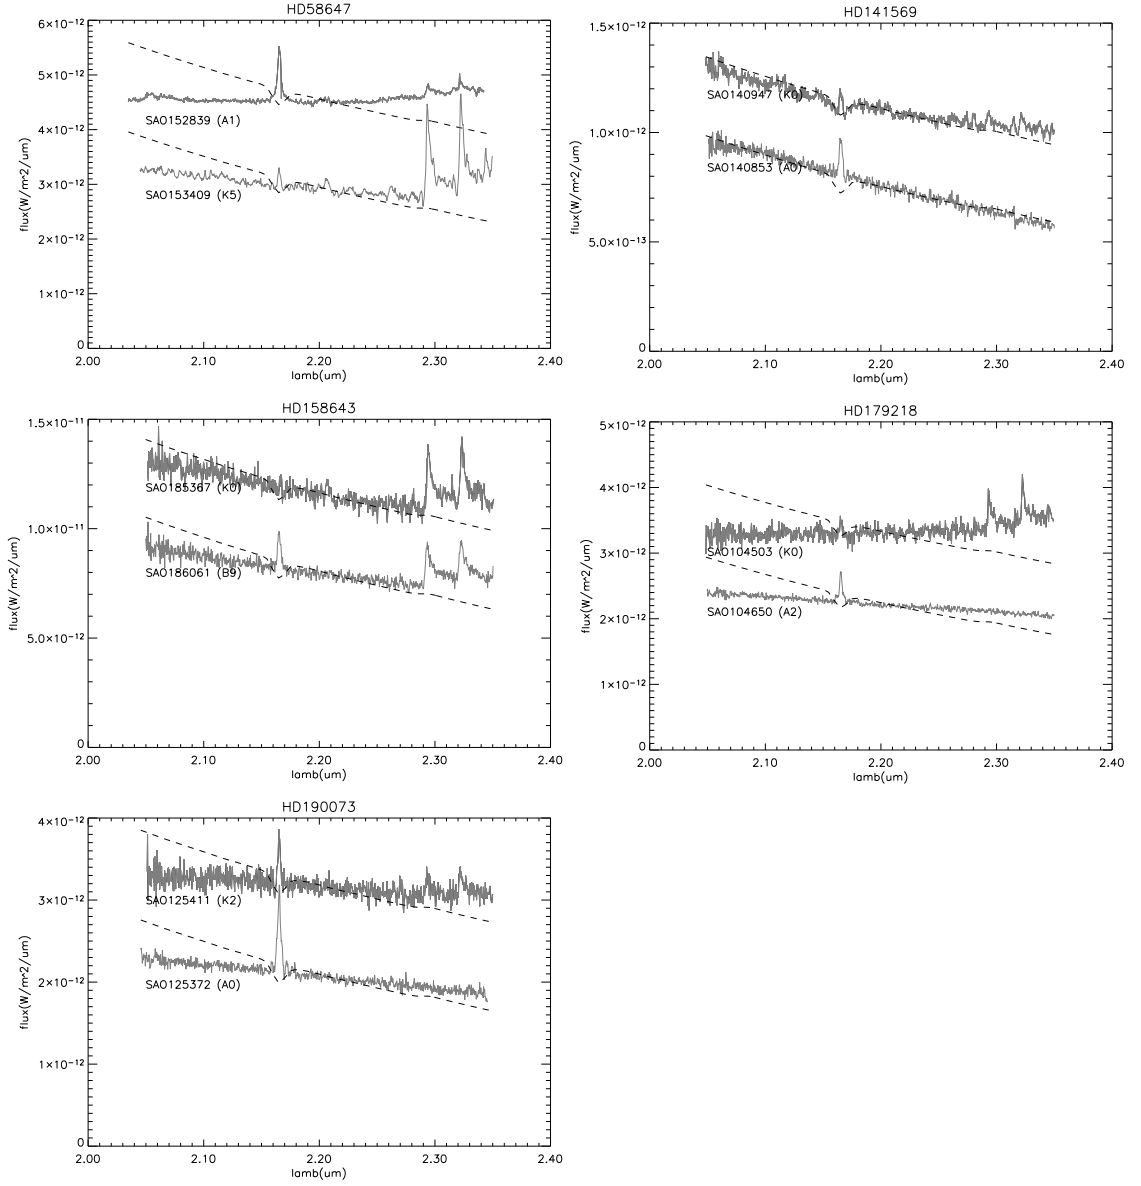 HD58647
6×10⁻¹²
5×10⁻¹²
4×10⁻¹²
3×10⁻¹²
2×10⁻¹²
1×10⁻¹²
0
flux(W/m^2/um)
SAO152839 (A1)
SAO153409 (K5)
2.00 2.10 2.20 2.30 2.40
lamb(um)
HD141569
1.5×10⁻¹²
1.0×10⁻¹²
5.0×10⁻¹³
0
flux(W/m^2/um)
SAO140947 (K0)
SAO140853 (A0)
2.00 2.10 2.20 2.30 2.40
lamb(um)
HD158643
1.5×10⁻¹¹
1.0×10⁻¹¹
5.0×10⁻¹²
0
flux(W/m^2/um)
SAO185367 (K0)
SAO186061 (B9)
2.00 2.10 2.20 2.30 2.40
lamb(um)
HD179218
5×10⁻¹²
4×10⁻¹²
3×10⁻¹²
2×10⁻¹²
1×10⁻¹²
0
flux(W/m^2/um)
SAO104503 (K0)
SAO104650 (A2)
2.00 2.10 2.20 2.30 2.40
lamb(um)
HD190073
4×10⁻¹²
3×10⁻¹²
2×10⁻¹²
1×10⁻¹²
0
flux(W/m^2/um)
SAO125411 (K2)
SAO125372 (A0)
2.00 2.10 2.20 2.30 2.40
lamb(um)